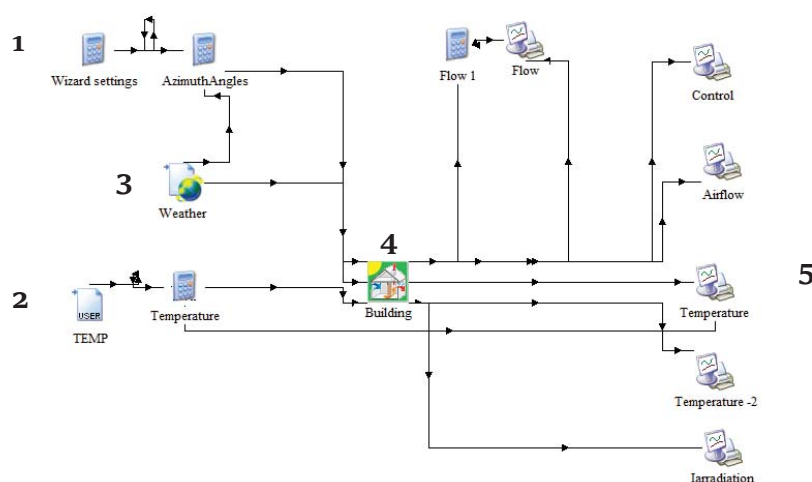 1
Wizard settings
AzimuthAngles
Flow 1
Flow
Control
3
Weather
Airflow
4
2
USER
TEMP
Temperature
Building
Temperature
5
Temperature -2
Iarradiation